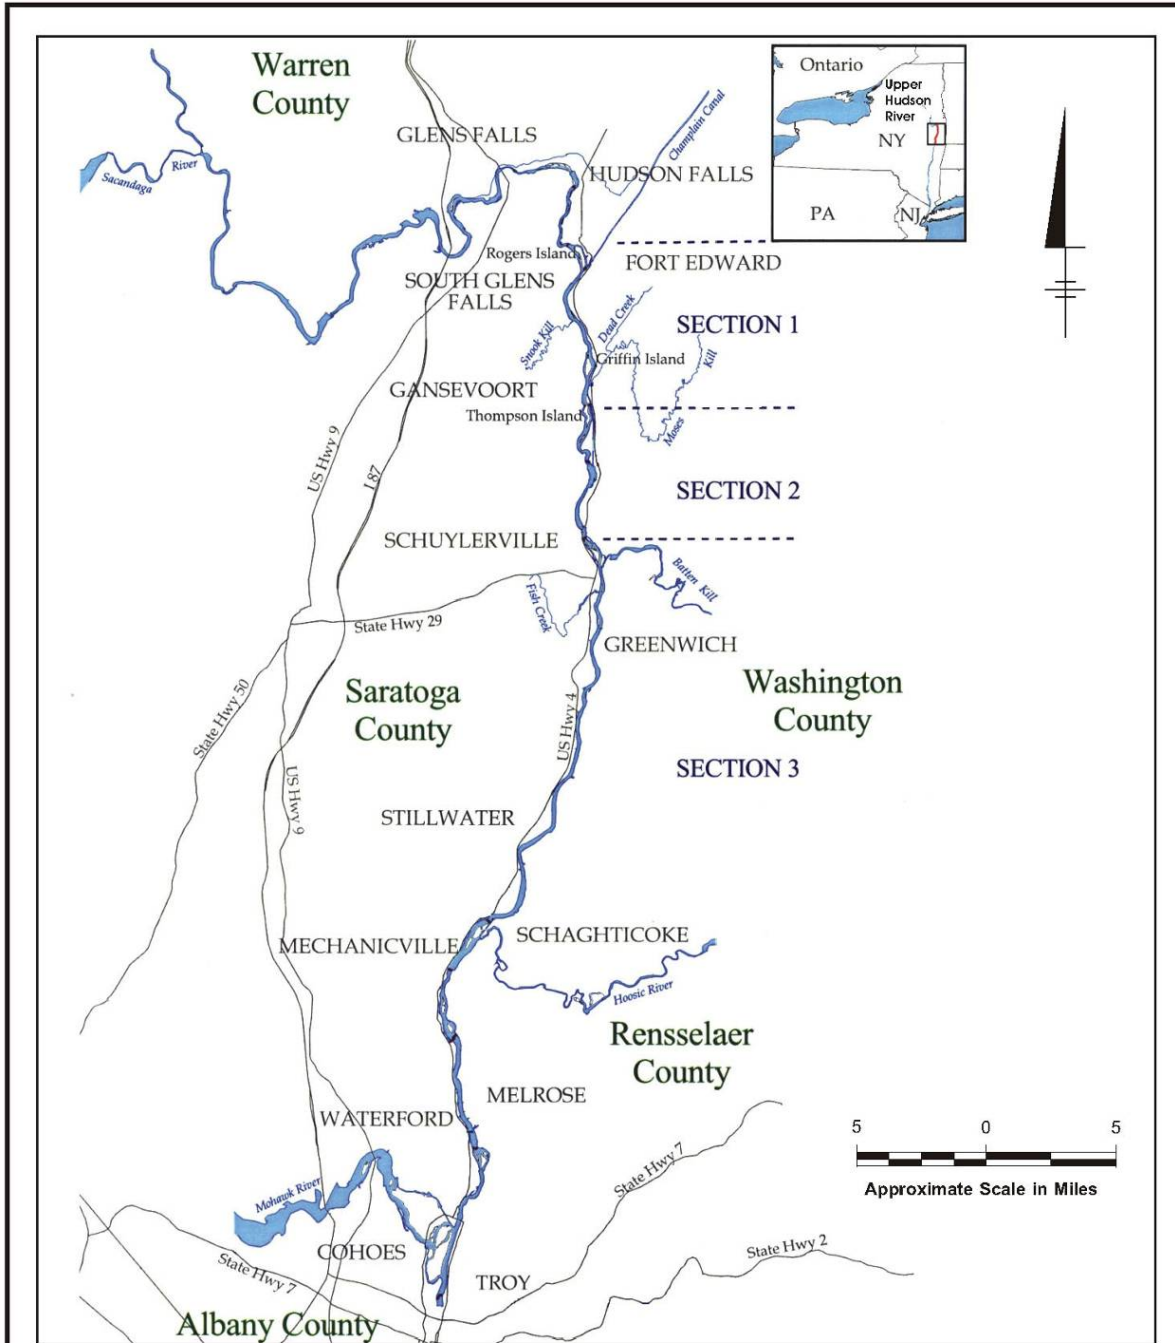 Warren
County
Ontario
Upper
Hudson
River
NY
PA
NJ
GLENS FALLS
Champlain Canal
HUDSON FALLS
Sacandaga
River
Rogers Island
FORT EDWARD
SOUTH GLENS
FALLS
Dead Creek
SECTION 1
Snook Kill
Griffin Island
Kill
GANSEVOORT
Thompson Island
Moses
US Hwy 9
I 87
SECTION 2
SCHUYLERVILLE
Batten Kill
Fish Creek
State Hwy 29
GREENWICH
Saratoga
County
Washington
County
State Hwy 50
US Hwy 4
SECTION 3
US Hwy 9
STILLWATER
MECHANICVILLE
SCHAGHTICOKE
Hoosic River
Rensselaer
County
MELROSE
WATERFORD
5 0 5
Approximate Scale in Miles
State Hwy 7
Mohawk River
COHOES
State Hwy 2
State Hwy 7
TROY
Albany County